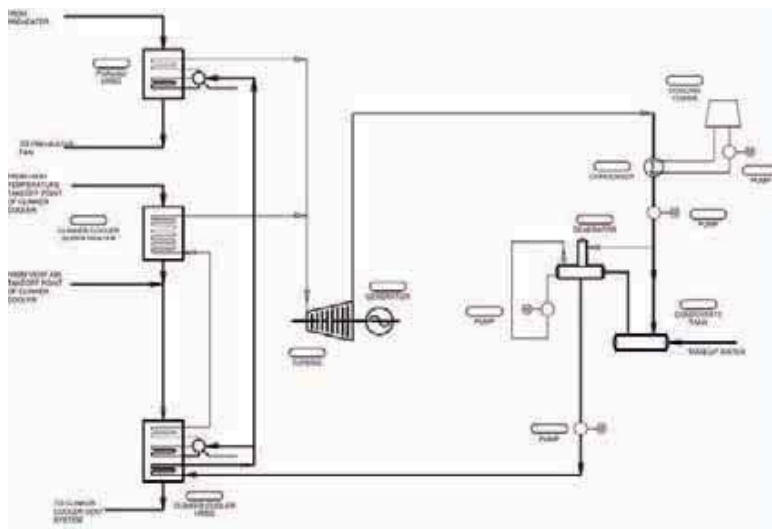 FROM
PREHEATER
PREHEATER
HRSG
TO PREHEATER
FAN
FROM HIGH
TEMPERATURE
TAKEOFF POINT
OF CLINKER
COOLER
CLINKER COOLER
FROM VENT AIR
TAKEOFF POINT
OF CLINKER
COOLER
TURBINE
GENERATOR
COOLING
TOWER
CONDENSER
PUMP
PUMP
DEAERATOR
PUMP
CONDENSATE
TANK
MAKEUP WATER
PUMP
CLINKER COOLER
HRSG
TO CLINKER
COOLER VENT
SYSTEM